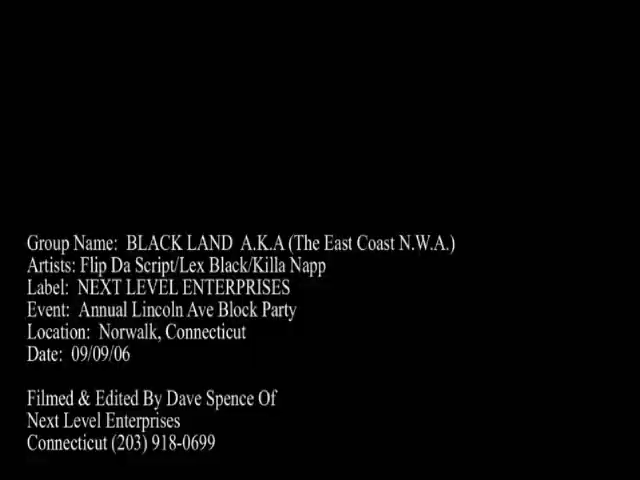 Group Name:  BLACK LAND  A.K.A (The East Coast N.W.A.)
Artists: Flip Da Script/Lex Black/Killa Napp
Label:  NEXT LEVEL ENTERPRISES
Event:  Annual Lincoln Ave Block Party
Location:  Norwalk, Connecticut
Date:  09/09/06
Filmed & Edited By Dave Spence Of
Next Level Enterprises
Connecticut (203) 918-0699